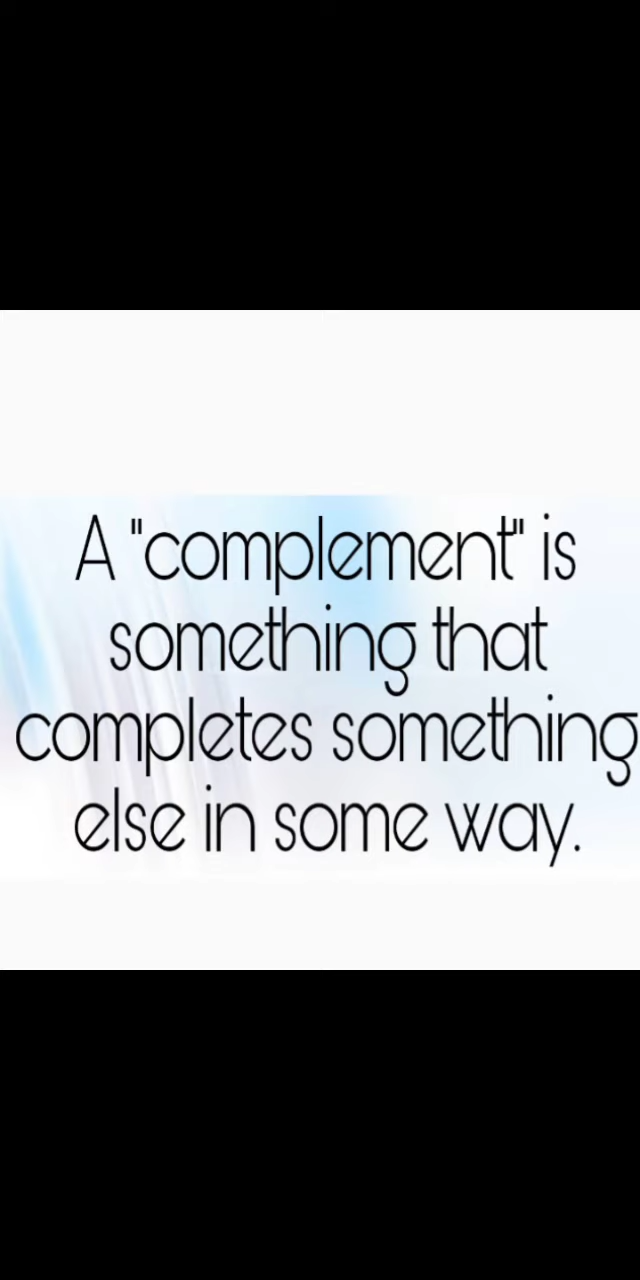 A "complement" is
something that
completes something
else in some way.